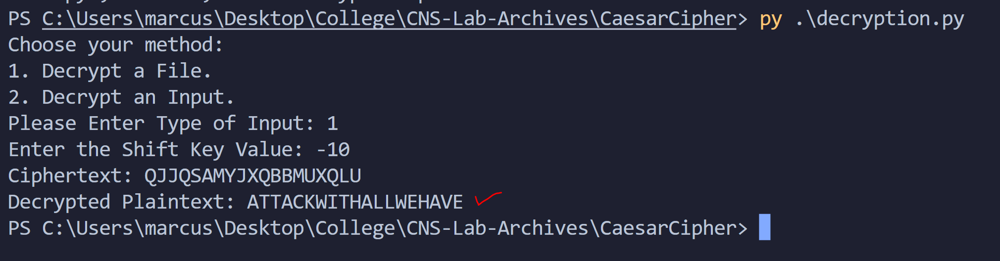 PS C:\Users\marcus\Desktop\College\CNS-Lab-Archives\CaesarCipher> py .\decryption.py
Choose your method:
1. Decrypt a File.
2. Decrypt an Input.
Please Enter Type of Input: 1
Enter the Shift Key Value: -10
Ciphertext: QJJQSAMYJXQBBMUXQLU
Decrypted Plaintext: ATTACKWITHALLWEHAVE
PS C:\Users\marcus\Desktop\College\CNS-Lab-Archives\CaesarCipher>